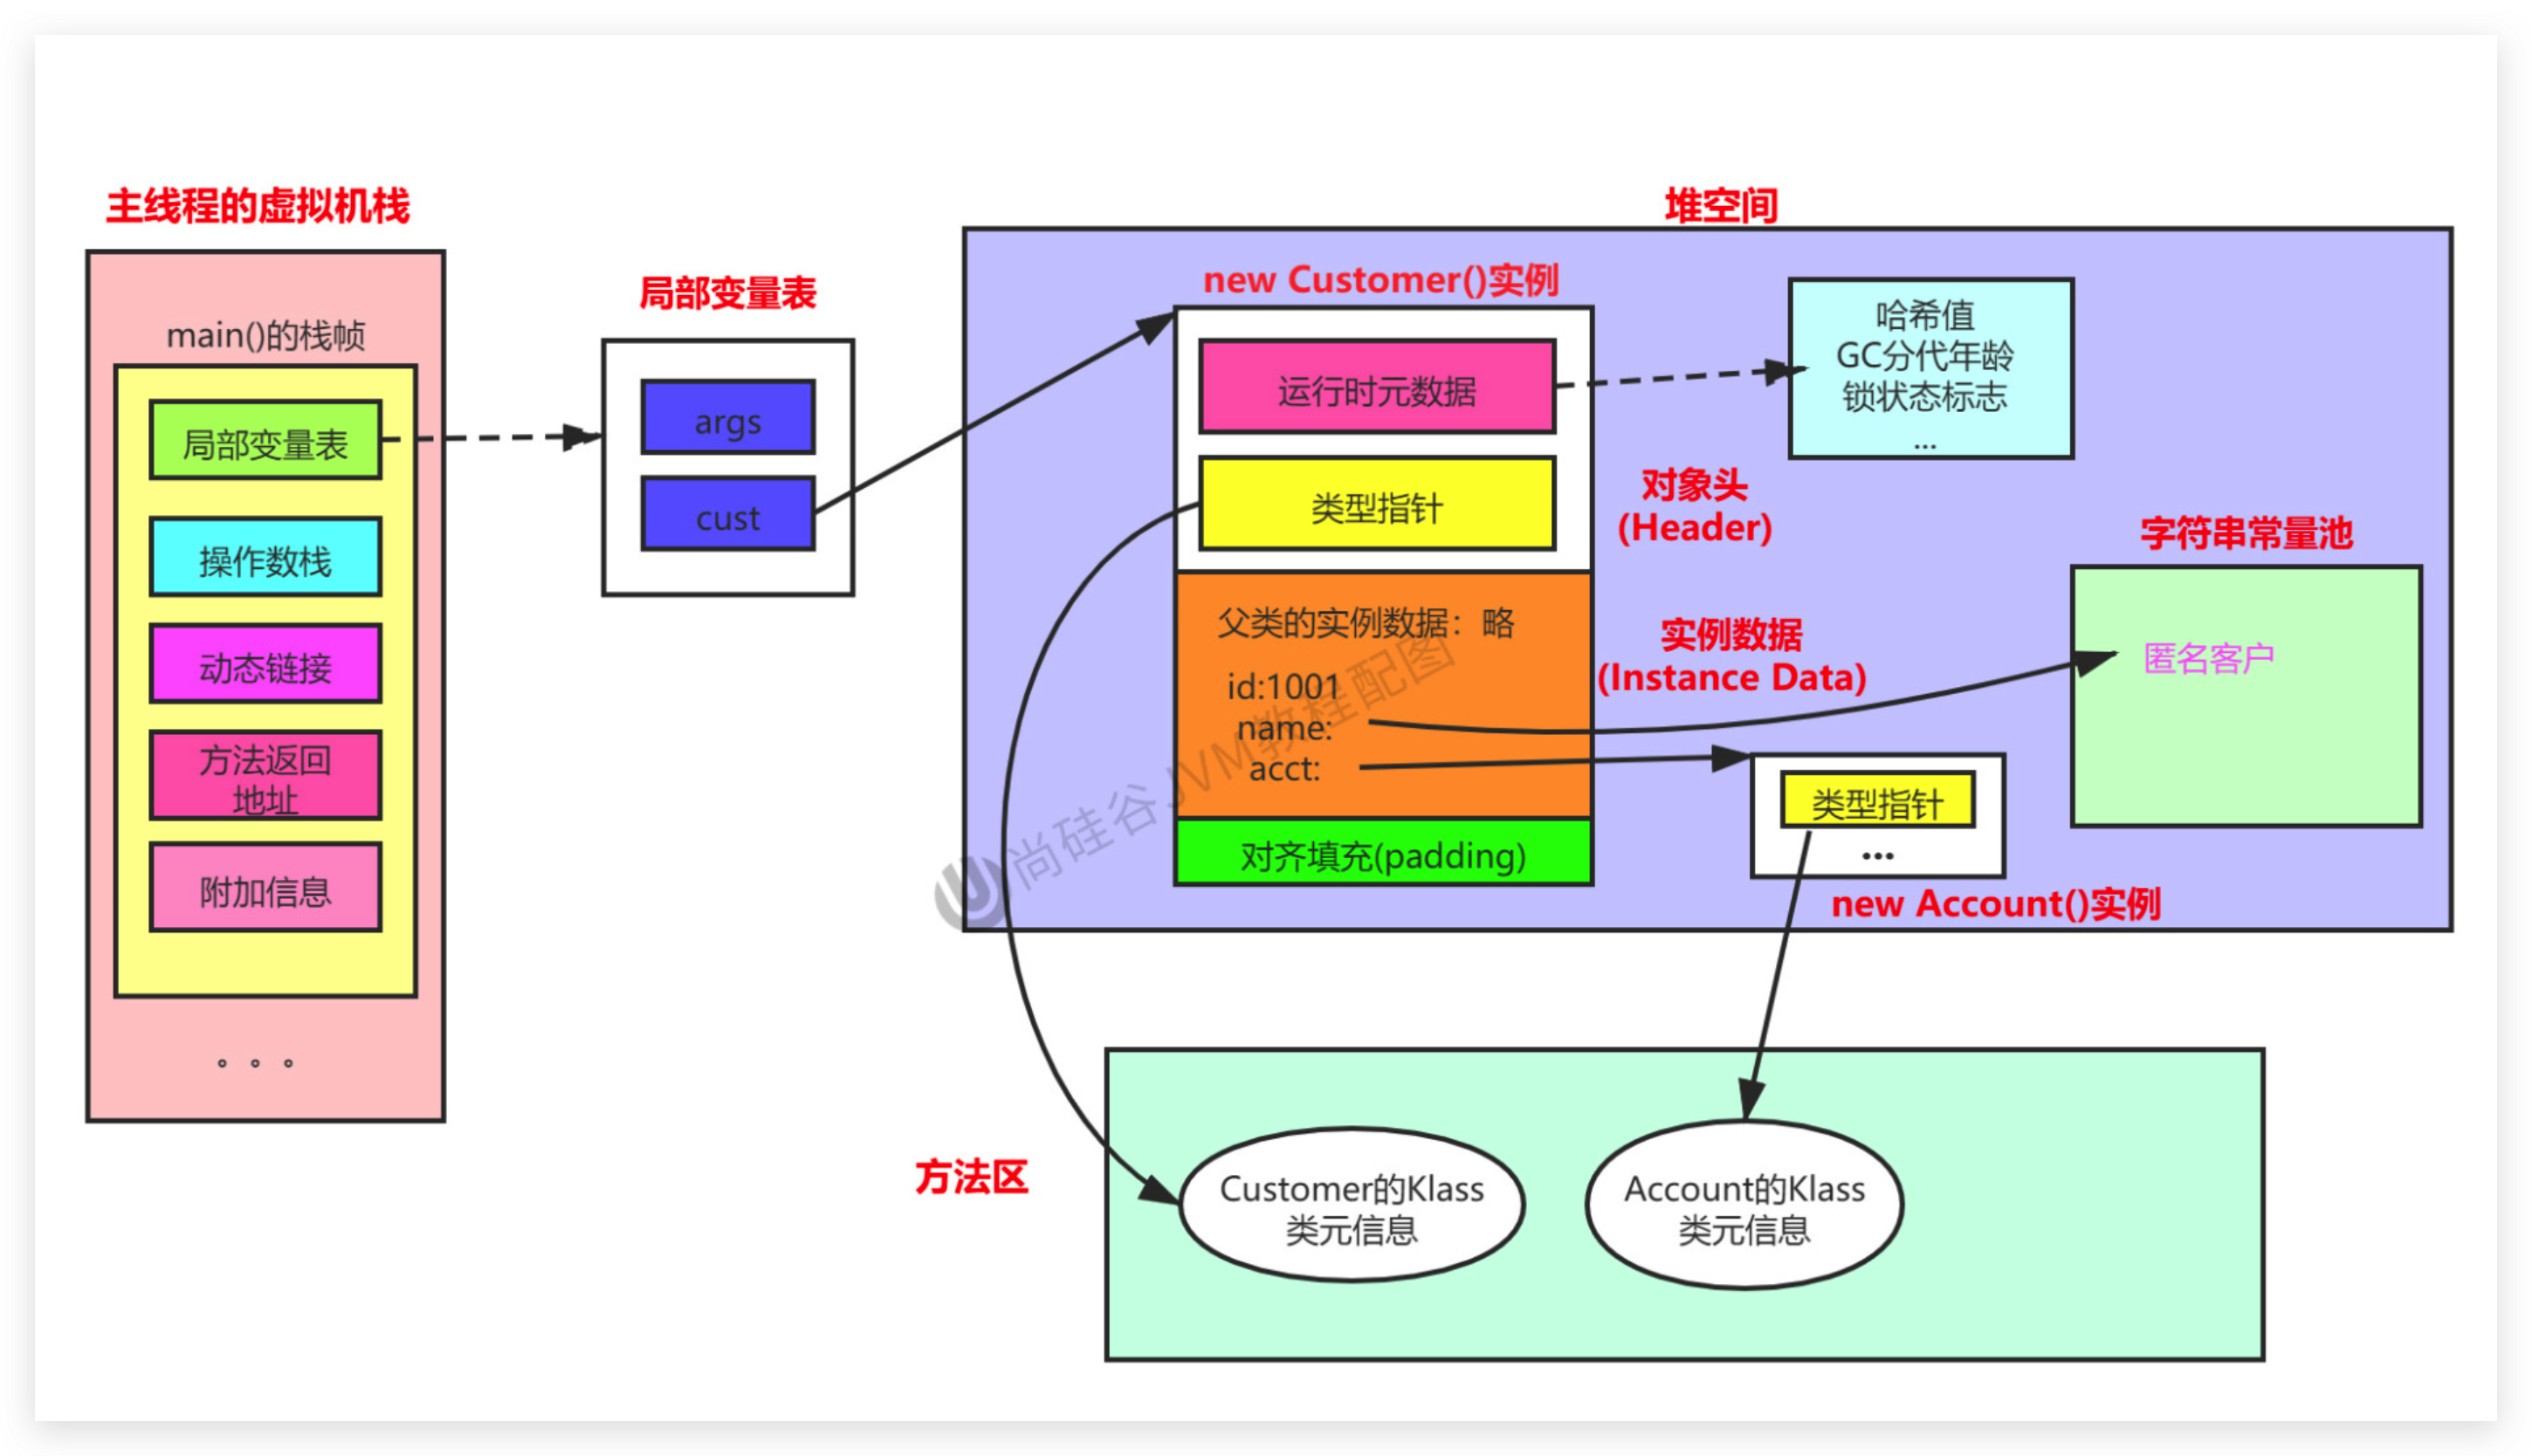 主线程的虚拟机栈
main()的栈帧
局部变量表
操作数栈
动态链接
方法返回
地址
附加信息
。。。
局部变量表
args
cust
堆空间
new Customer()实例
运行时元数据
类型指针
对象头
(Header)
哈希值
GC分代年龄
锁状态标志
...
父类的实例数据：略
id:1001
name:
acct:
实例数据
(Instance Data)
对齐填充(padding)
字符串常量池
匿名客户
类型指针
...
new Account()实例
尚硅谷JVM教程配图
方法区
Customer的Klass
类元信息
Account的Klass
类元信息